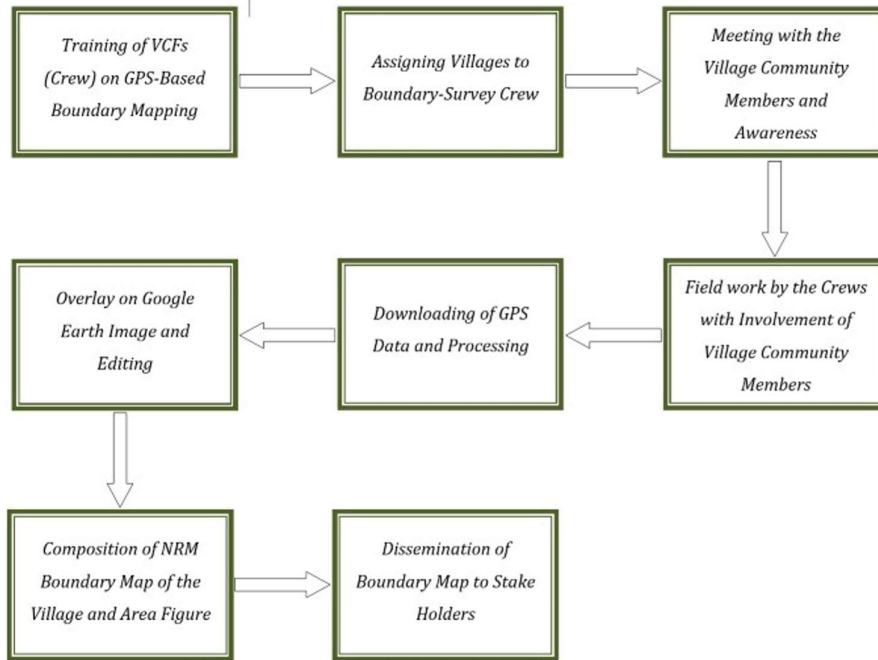 Training of VCFs
(Crew) on GPS-Based
Boundary Mapping
Assigning Villages to
Boundary-Survey Crew
Meeting with the
Village Community
Members and
Awareness
Field work by the Crews
with Involvement of
Village Community
Members
Downloading of GPS
Data and Processing
Overlay on Google
Earth Image and
Editing
Composition of NRM
Boundary Map of the
Village and Area Figure
Dissemination of
Boundary Map to Stake
Holders